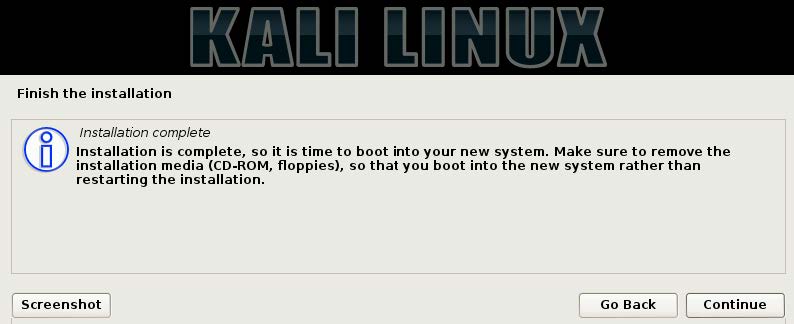 KALI LINUX
Finish the installation
Installation complete
Installation is complete, so it is time to boot into your new system. Make sure to remove the
installation media (CD-ROM, floppies), so that you boot into the new system rather than
restarting the installation.
Screenshot
Go Back
Continue